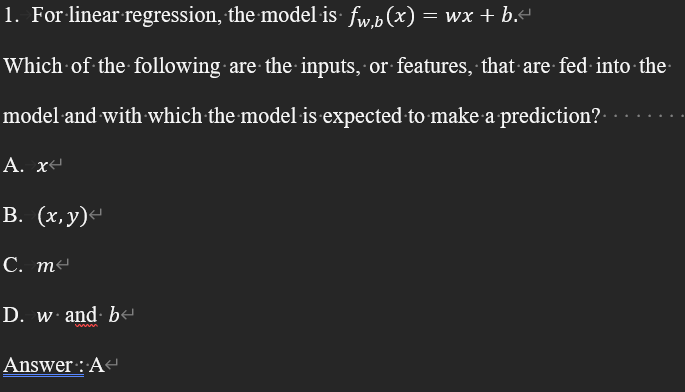 1. For linear regression, the model is f_{w,b}(x) = wx + b.
Which of the following are the inputs, or features, that are fed into the
model and with which the model is expected to make a prediction?
A. x
B. (x, y)
C. m
D. w and b
Answer : A